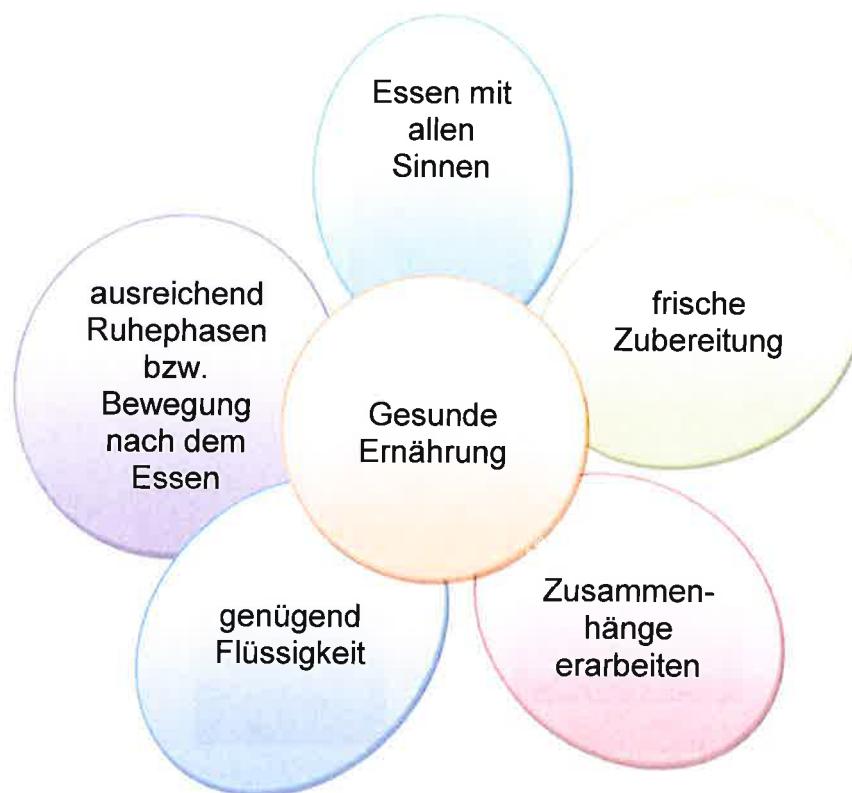 Essen mit
allen
Sinnen
frische
Zubereitung
Zusammen-
hänge
erarbeiten
genügend
Flüssigkeit
ausreichend
Ruhephasen
bzw.
Bewegung
nach dem
Essen
Gesunde
Ernährung